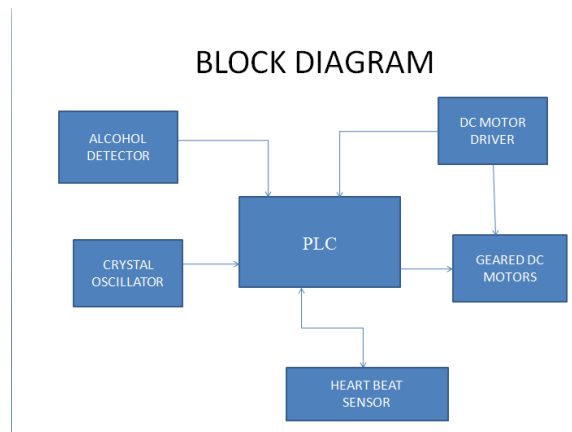 BLOCK DIAGRAM
ALCOHOL
DETECTOR
DC MOTOR
DRIVER
PLC
CRYSTAL
OSCILLATOR
GEARED DC
MOTORS
HEART BEAT
SENSOR